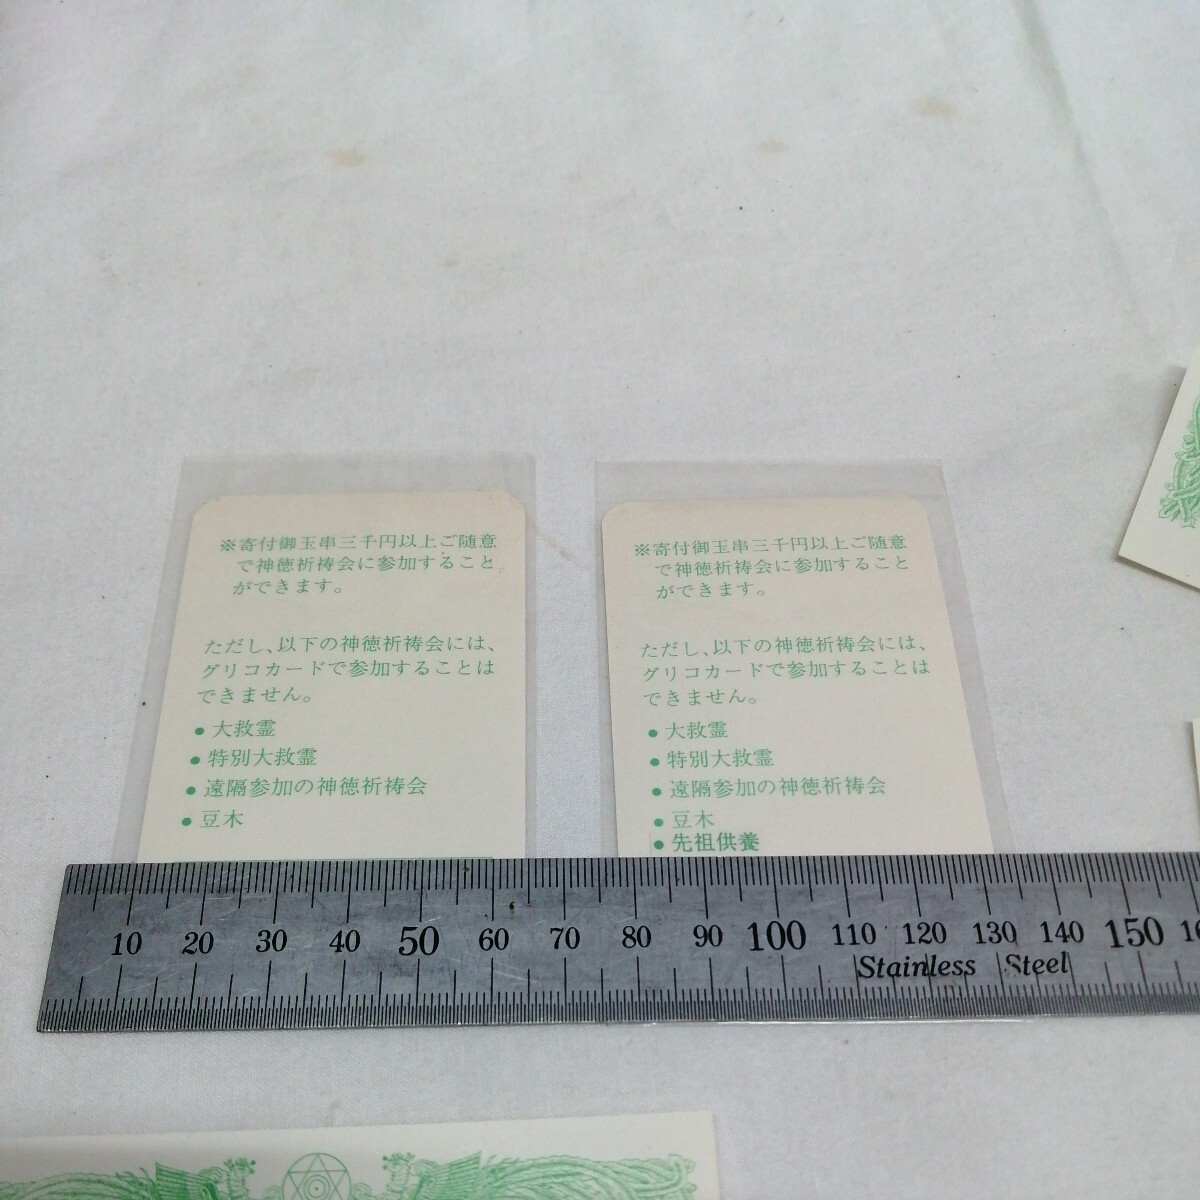 ※寄付御玉串三千円以上ご随意
で神徳祈祷会に参加すること
ができます。
ただし、以下の神徳祈祷会には、
グリコカードで参加することは
できません。
●大救霊
●特別大救霊
●遠隔参加の神徳祈祷会
●豆木
※寄付御玉串三千円以上ご随意
で神徳祈祷会に参加すること
ができます。
ただし、以下の神徳祈祷会には、
グリコカードで参加することは
できません。
●大救霊
●特別大救霊
●遠隔参加の神徳祈祷会
●豆木
●先祖供養
10 20 30 40 50 60 70 80 90 100 110 120 130 140 150
Stainless Steel